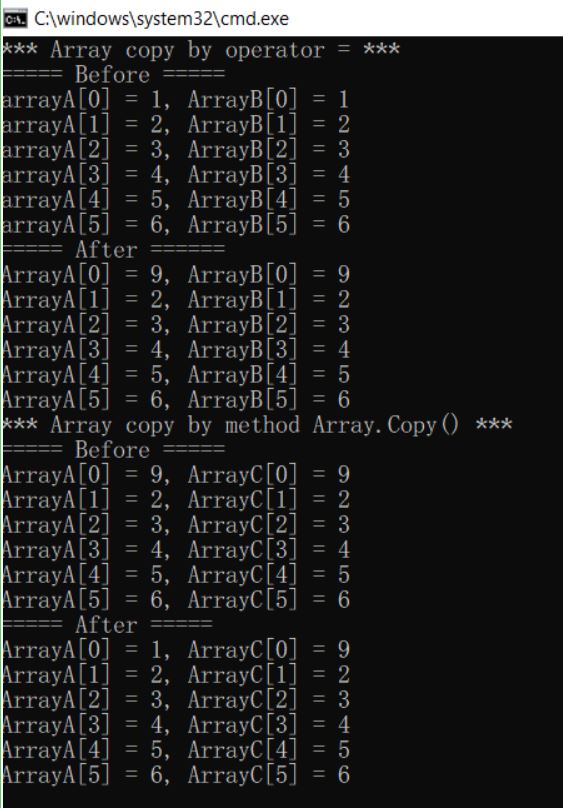 C:\windows\system32\cmd.exe
*** Array copy by operator = ***
===== Before =====
arrayA[0] = 1, ArrayB[0] = 1
arrayA[1] = 2, ArrayB[1] = 2
arrayA[2] = 3, ArrayB[2] = 3
arrayA[3] = 4, ArrayB[3] = 4
arrayA[4] = 5, ArrayB[4] = 5
arrayA[5] = 6, ArrayB[5] = 6
===== After ======
ArrayA[0] = 9, ArrayB[0] = 9
ArrayA[1] = 2, ArrayB[1] = 2
ArrayA[2] = 3, ArrayB[2] = 3
ArrayA[3] = 4, ArrayB[3] = 4
ArrayA[4] = 5, ArrayB[4] = 5
ArrayA[5] = 6, ArrayB[5] = 6
*** Array copy by method Array.Copy() ***
===== Before =====
ArrayA[0] = 9, ArrayC[0] = 9
ArrayA[1] = 2, ArrayC[1] = 2
ArrayA[2] = 3, ArrayC[2] = 3
ArrayA[3] = 4, ArrayC[3] = 4
ArrayA[4] = 5, ArrayC[4] = 5
ArrayA[5] = 6, ArrayC[5] = 6
===== After =====
ArrayA[0] = 1, ArrayC[0] = 9
ArrayA[1] = 2, ArrayC[1] = 2
ArrayA[2] = 3, ArrayC[2] = 3
ArrayA[3] = 4, ArrayC[3] = 4
ArrayA[4] = 5, ArrayC[4] = 5
ArrayA[5] = 6, ArrayC[5] = 6